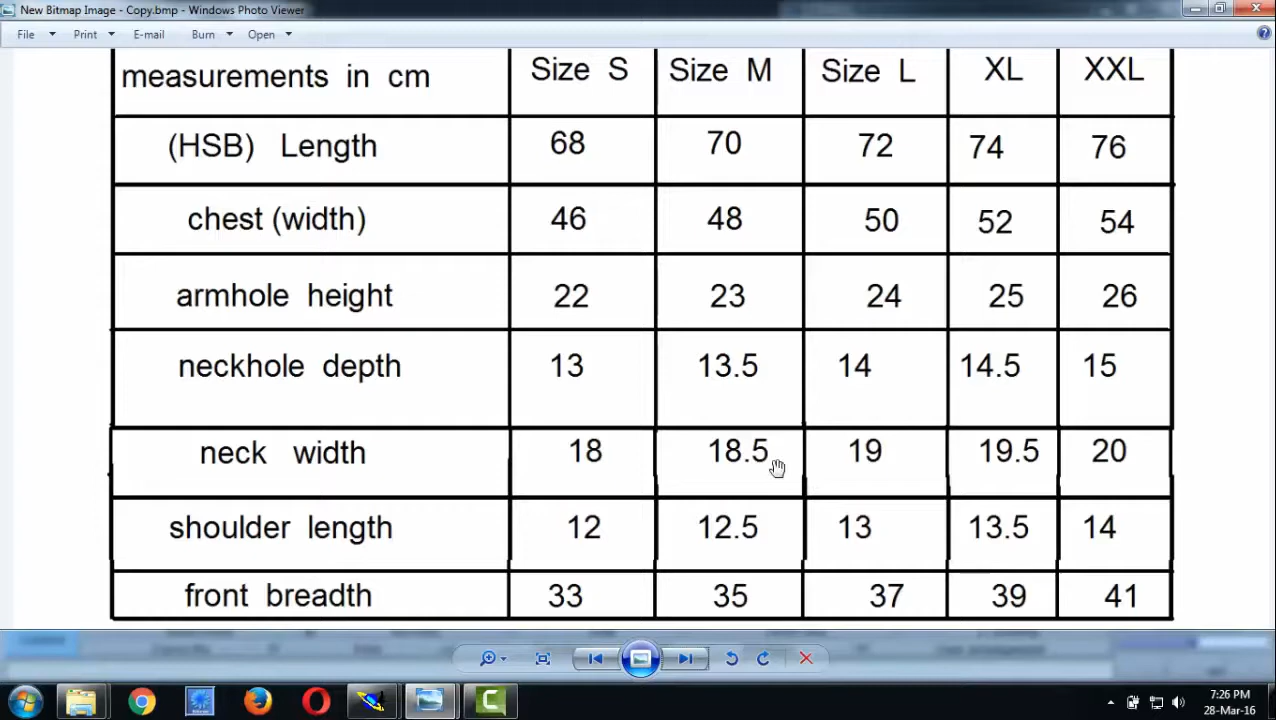 New Bitmap Image - Copy.bmp - Windows Photo Viewer
File Print E-mail Burn Open
measurements in cm Size S Size M Size L XL XXL
(HSB) Length 68 70 72 74 76
chest (width) 46 48 50 52 54
armhole height 22 23 24 25 26
neckhole depth 13 13.5 14 14.5 15
neck width 18 18.5 19 19.5 20
shoulder length 12 12.5 13 13.5 14
front breadth 33 35 37 39 41
7:26 PM
28-Mar-16